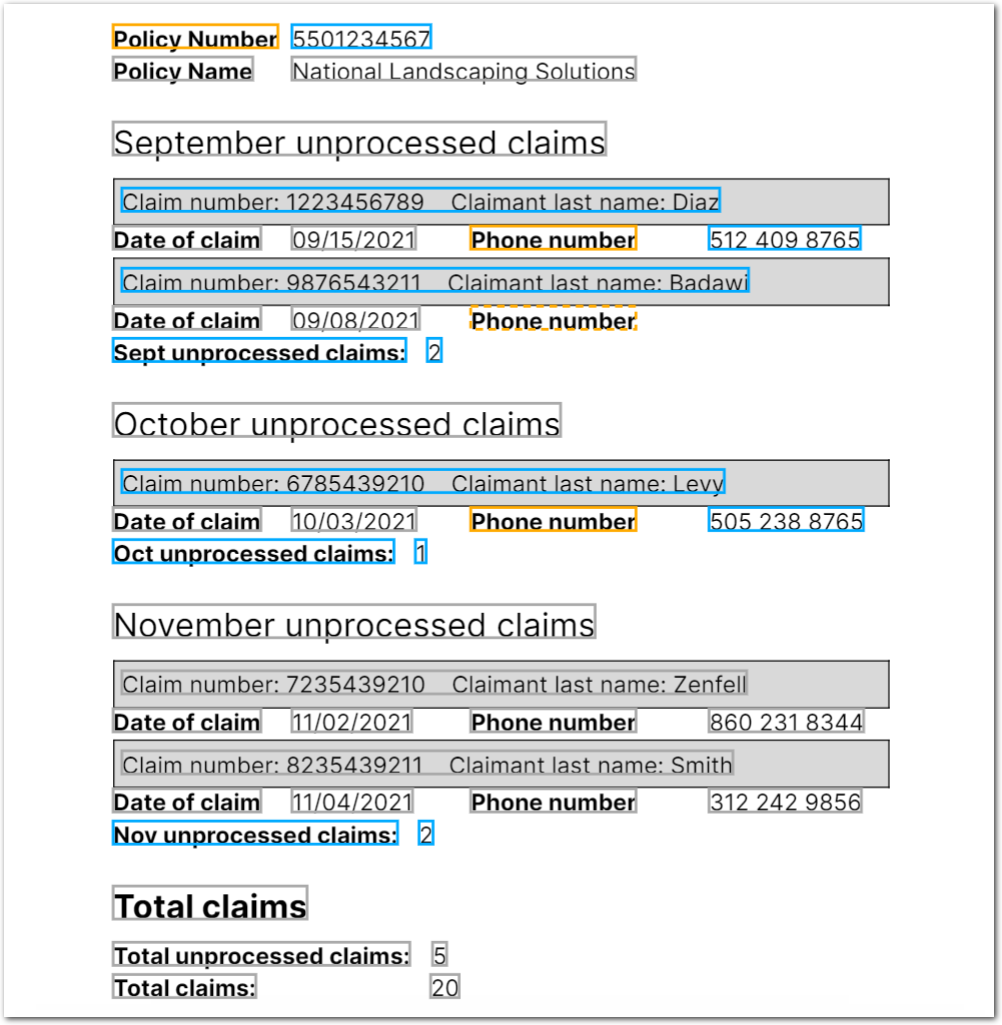 Policy Number 5501234567
Policy Name National Landscaping Solutions
September unprocessed claims
Claim number: 1223456789 Claimant last name: Diaz
Date of claim 09/15/2021 Phone number 512 409 8765
Claim number: 9876543211 Claimant last name: Badawi
Date of claim 09/08/2021 Phone number
Sept unprocessed claims: 2
October unprocessed claims
Claim number: 6785439210 Claimant last name: Levy
Date of claim 10/03/2021 Phone number 505 238 8765
Oct unprocessed claims: 1
November unprocessed claims
Claim number: 7235439210 Claimant last name: Zenfell
Date of claim 11/02/2021 Phone number 860 231 8344
Claim number: 8235439211 Claimant last name: Smith
Date of claim 11/04/2021 Phone number 312 242 9856
Nov unprocessed claims: 2
Total claims
Total unprocessed claims: 5
Total claims: 20